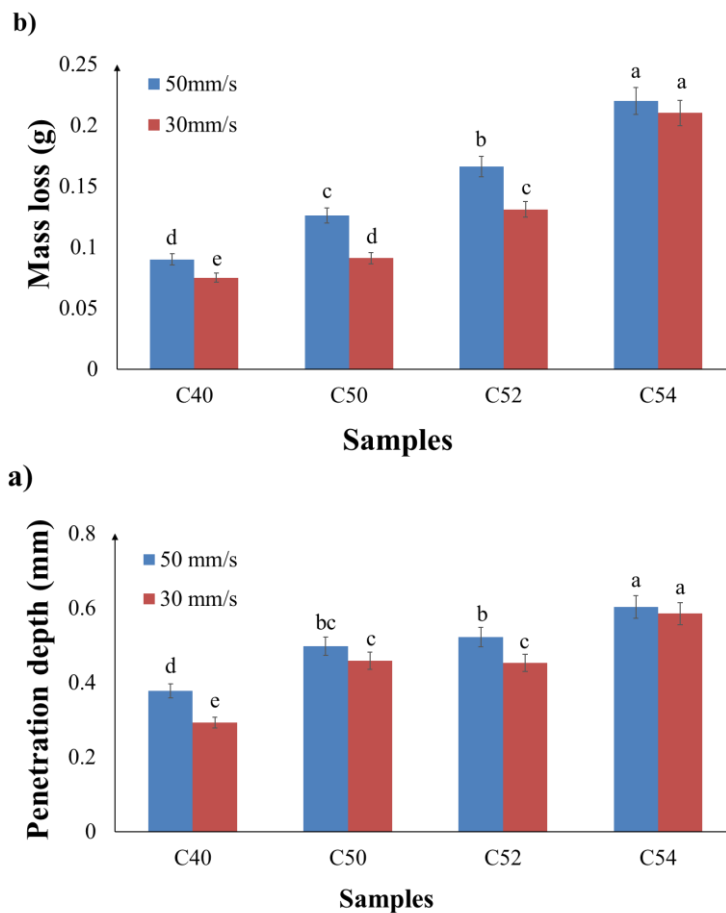 b)
Mass loss (g)
0.25
0.2
0.15
0.1
0.05
0
50mm/s
30mm/s
d
e
c
d
b
c
a
a
C40
C50
C52
C54
Samples
a)
Penetration depth (mm)
0.8
0.6
0.4
0.2
0
50 mm/s
30 mm/s
d
e
bc
c
b
c
a
a
C40
C50
C52
C54
Samples